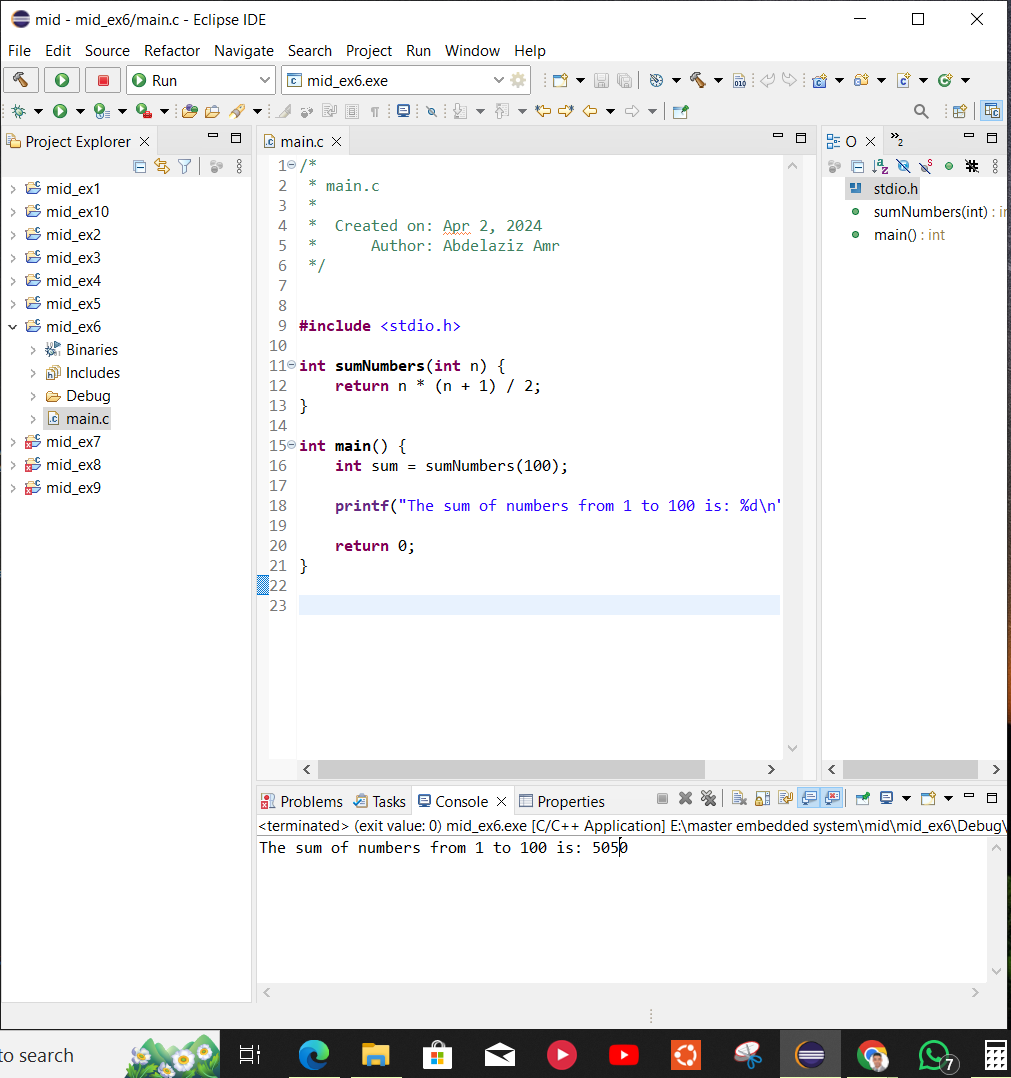 mid - mid_ex6/main.c - Eclipse IDE
File Edit Source Refactor Navigate Search Project Run Window Help
Run
mid_ex6.exe
Project Explorer
mid_ex1
mid_ex10
mid_ex2
mid_ex3
mid_ex4
mid_ex5
mid_ex6
Binaries
Includes
Debug
main.c
mid_ex7
mid_ex8
mid_ex9
main.c
1 /*
2  * main.c
3  *
4  *  Created on: Apr 2, 2024
5  *      Author: Abdelaziz Amr
6  */
7
8
9 #include <stdio.h>
10
11 int sumNumbers(int n) {
12     return n * (n + 1) / 2;
13 }
14
15 int main() {
16     int sum = sumNumbers(100);
17
18     printf("The sum of numbers from 1 to 100 is: %d\n"
19
20     return 0;
21 }
22
23
O
2
stdio.h
sumNumbers(int) : in
main() : int
Problems Tasks Console Properties
<terminated> (exit value: 0) mid_ex6.exe [C/C++ Application] E:\master embedded system\mid\mid_ex6\Debug\
The sum of numbers from 1 to 100 is: 5050
to search
7